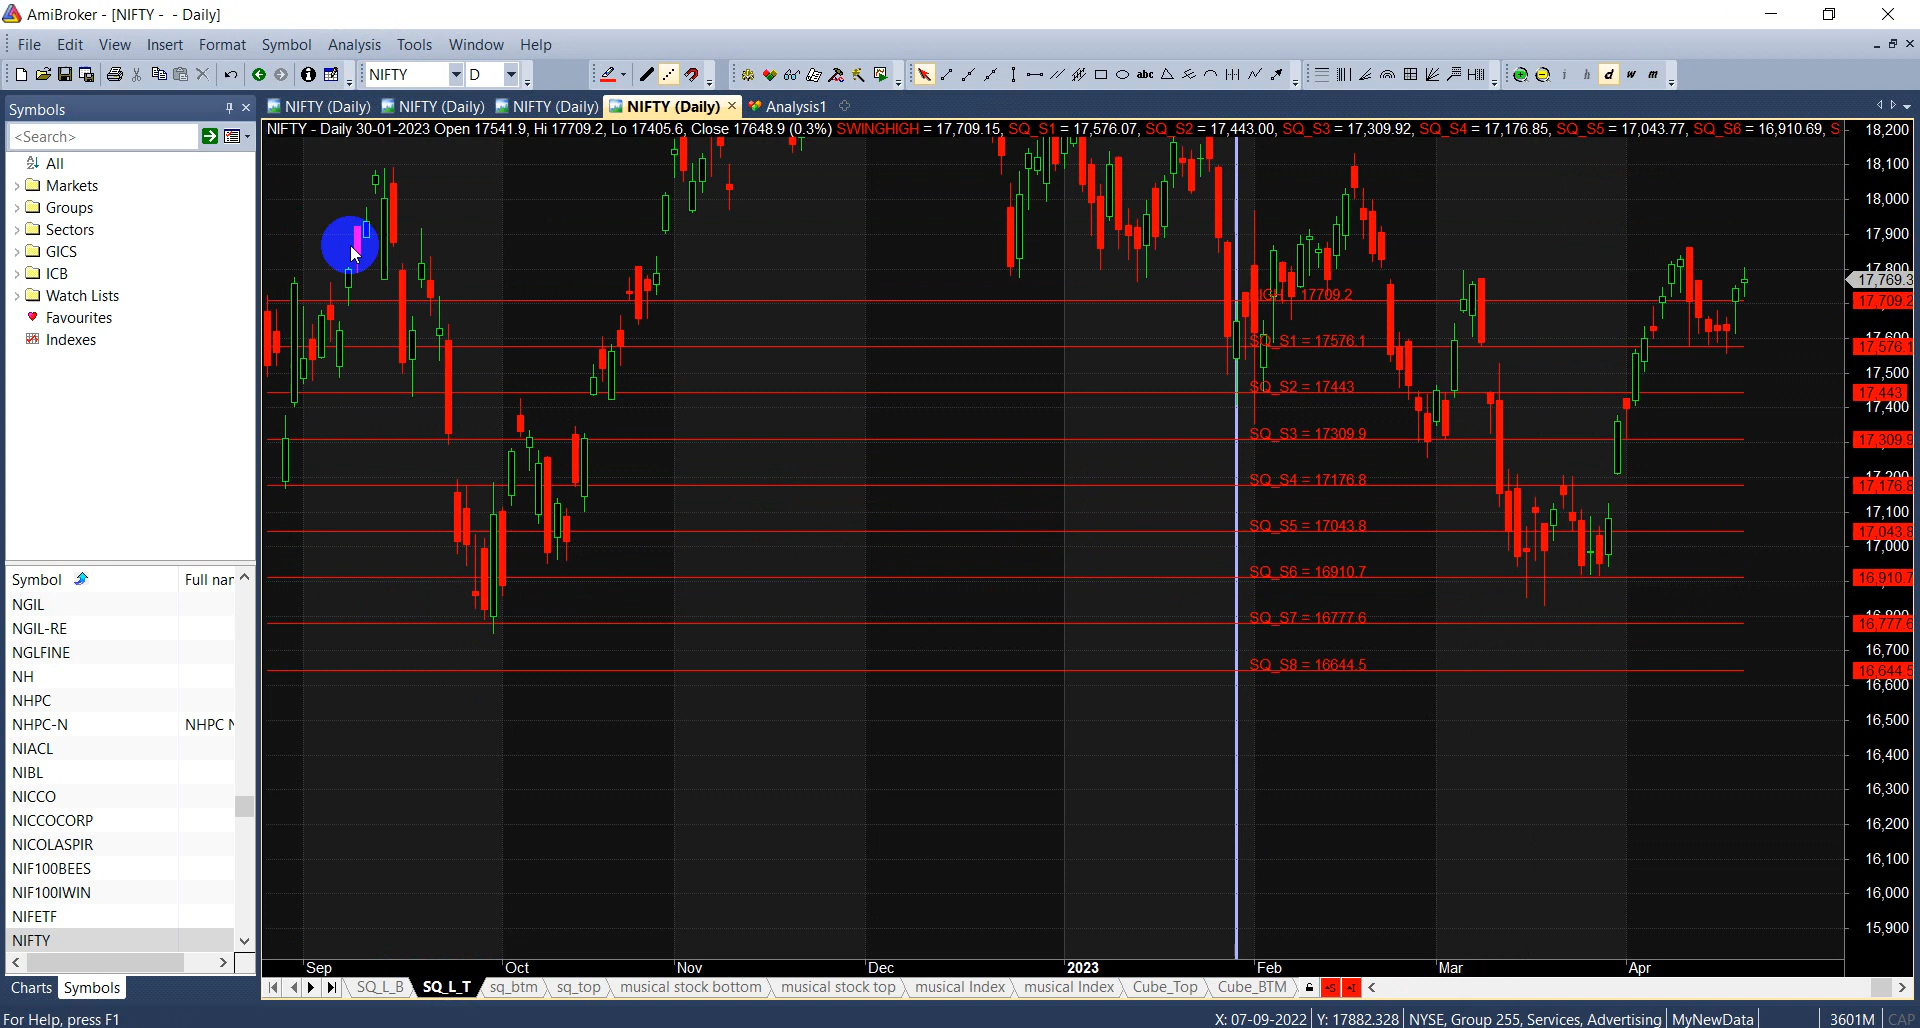 AmiBroker - [NIFTY -  - Daily]
File Edit View Insert Format Symbol Analysis Tools Window Help
NIFTY D abc i h d w m
Symbols
NIFTY (Daily) NIFTY (Daily) NIFTY (Daily) NIFTY (Daily) Analysis1
NIFTY - Daily 30-01-2023 Open 17541.9, Hi 17709.2, Lo 17405.6, Close 17648.9 (0.3%) SWINGHIGH = 17,709.15, SQ_S1 = 17,576.07, SQ_S2 = 17,443.00, SQ_S3 = 17,309.92, SQ_S4 = 17,176.85, SQ_S5 = 17,043.77, SQ_S6 = 16,910.69, S
<Search>
All
Markets
Groups
Sectors
GICS
ICB
Watch Lists
Favourites
Indexes
Symbol Full nar
NGIL
NGIL-RE
NGLFINE
NH
NHPC
NHPC-N NHPC N
NIACL
NIBL
NICCO
NICCOCORP
NICOLASPIR
NIF100BEES
NIF100IWIN
NIFETF
NIFTY
Charts Symbols
17709.2
SQ_S1 = 17576.1
SQ_S2 = 17443
SQ_S3 = 17309.9
SQ_S4 = 17176.8
SQ_S5 = 17043.8
SQ_S6 = 16910.7
SQ_S7 = 16777.6
SQ_S8 = 16644.5
18,200
18,100
18,000
17,900
17,800
17,769.3
17,709.2
17,600
17,576.1
17,500
17,443
17,400
17,309.9
17,200
17,176.8
17,100
17,043.8
17,000
16,910.7
16,800
16,777.6
16,700
16,644.5
16,600
16,500
16,400
16,300
16,200
16,100
16,000
15,900
Sep Oct Nov Dec 2023 Feb Mar Apr
SQ_L_B SQ_L_T sq_btm sq_top musical stock bottom musical stock top musical Index musical Index Cube_Top Cube_BTM
For Help, press F1
X: 07-09-2022 Y: 17882.328 NYSE, Group 255, Services, Advertising MyNewData 3601M CAP